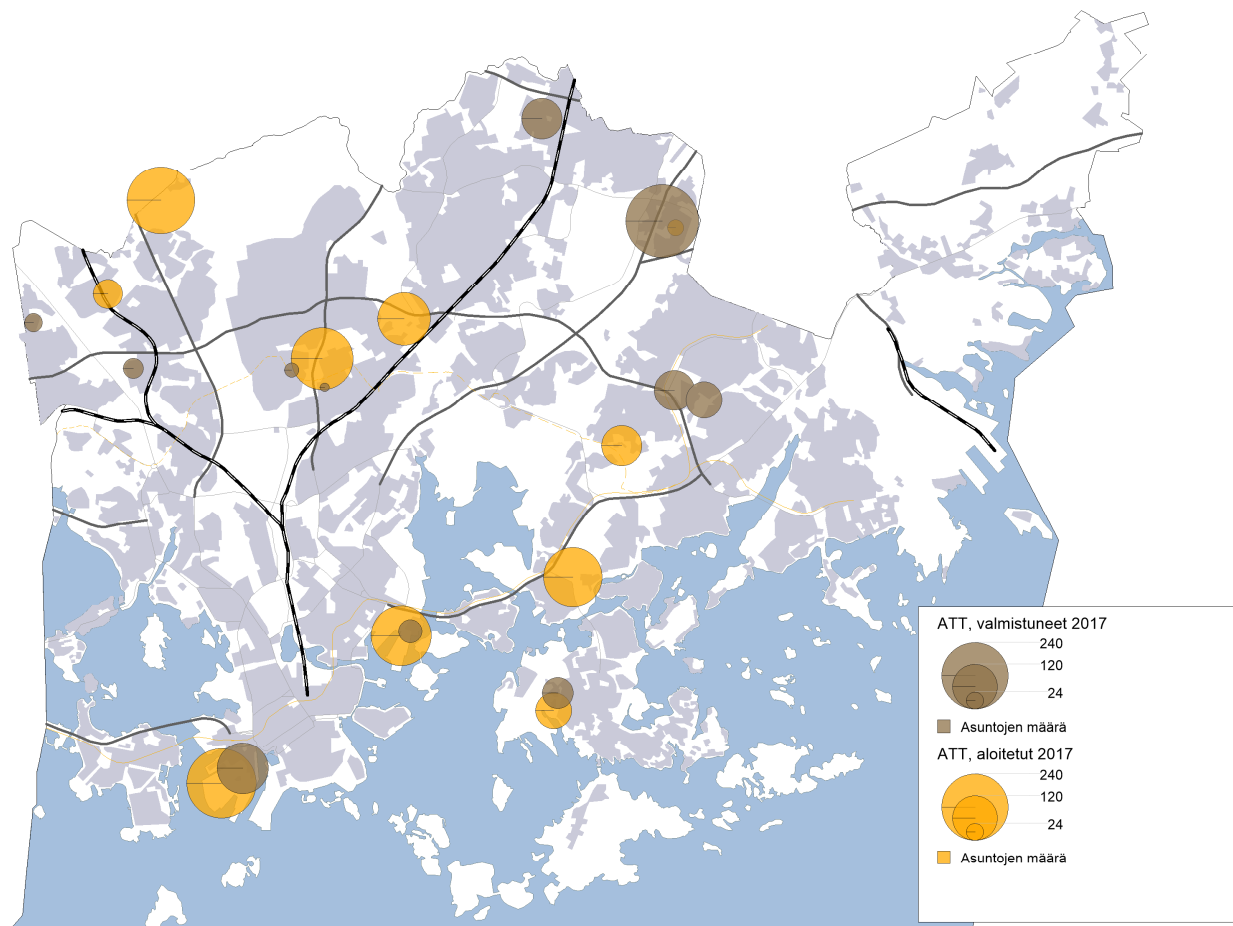 ATT, valmistuneet 2017
240
120
24
Asuntojen määrä
ATT, aloitetut 2017
240
120
24
Asuntojen määrä